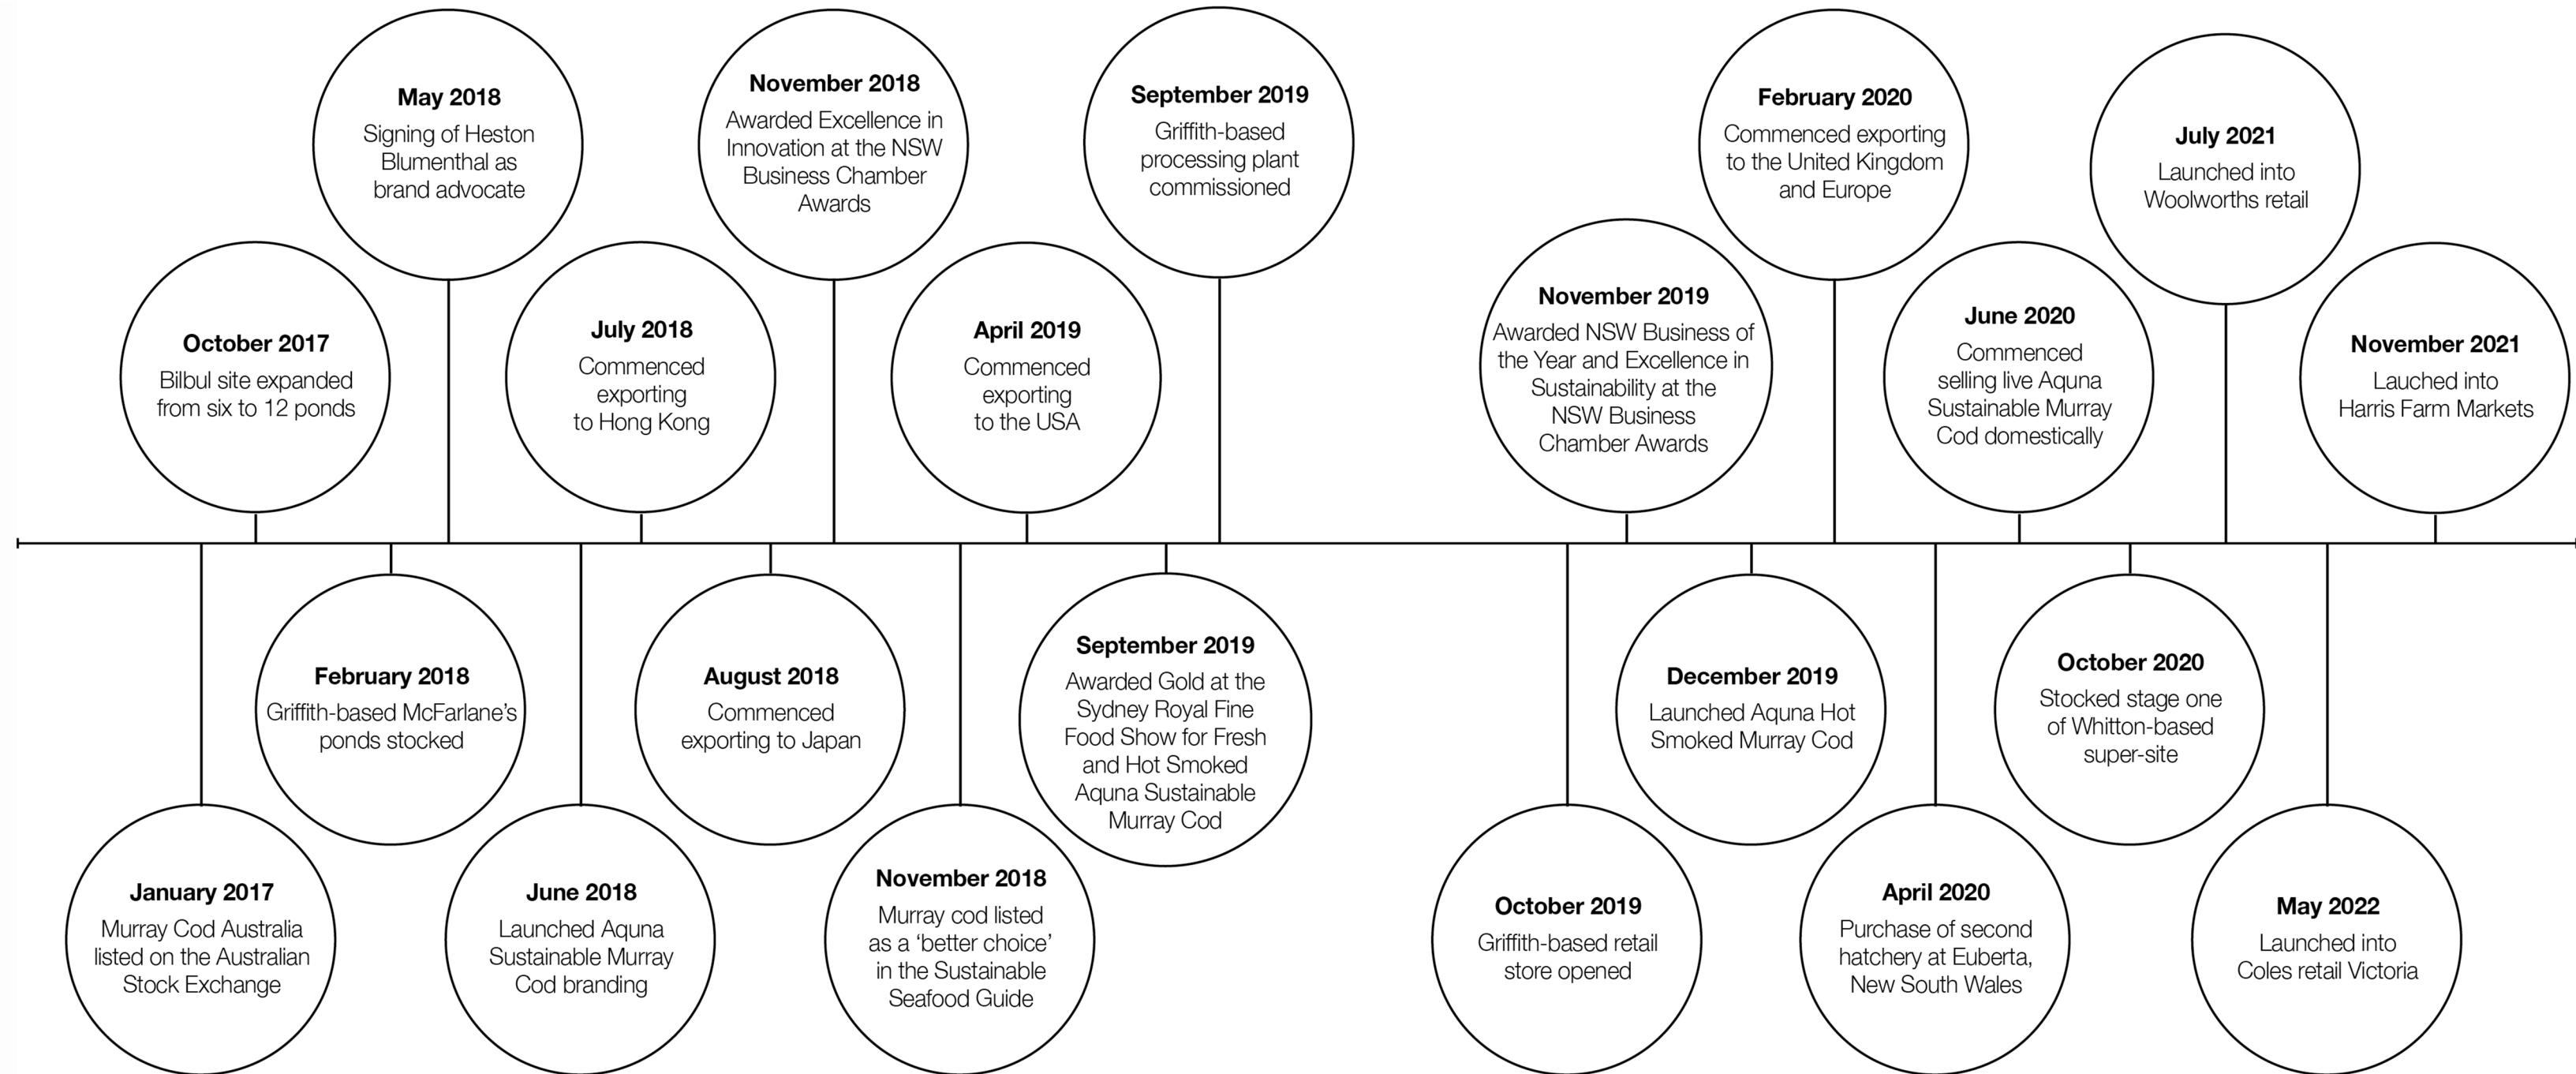 January 2017
Murray Cod Australia
listed on the Australian
Stock Exchange
October 2017
Bilbul site expanded
from six to 12 ponds
February 2018
Griffith-based McFarlane’s
ponds stocked
May 2018
Signing of Heston
Blumenthal as
brand advocate
June 2018
Launched Aquna
Sustainable Murray
Cod branding
July 2018
Commenced
exporting
to Hong Kong
August 2018
Commenced
exporting to Japan
November 2018
Awarded Excellence in
Innovation at the NSW
Business Chamber
Awards
November 2018
Murray cod listed
as a ‘better choice’
in the Sustainable
Seafood Guide
April 2019
Commenced
exporting
to the USA
September 2019
Awarded Gold at the
Sydney Royal Fine
Food Show for Fresh
and Hot Smoked
Aquna Sustainable
Murray Cod
September 2019
Griffith-based
processing plant
commissioned
October 2019
Griffith-based retail
store opened
November 2019
Awarded NSW Business of
the Year and Excellence in
Sustainability at the
NSW Business
Chamber Awards
December 2019
Launched Aquna Hot
Smoked Murray Cod
February 2020
Commenced exporting
to the United Kingdom
and Europe
April 2020
Purchase of second
hatchery at Euberta,
New South Wales
June 2020
Commenced
selling live Aquna
Sustainable Murray
Cod domestically
October 2020
Stocked stage one
of Whitton-based
super-site
July 2021
Launched into
Woolworths retail
May 2022
Launched into
Coles retail Victoria
November 2021
Lauched into
Harris Farm Markets